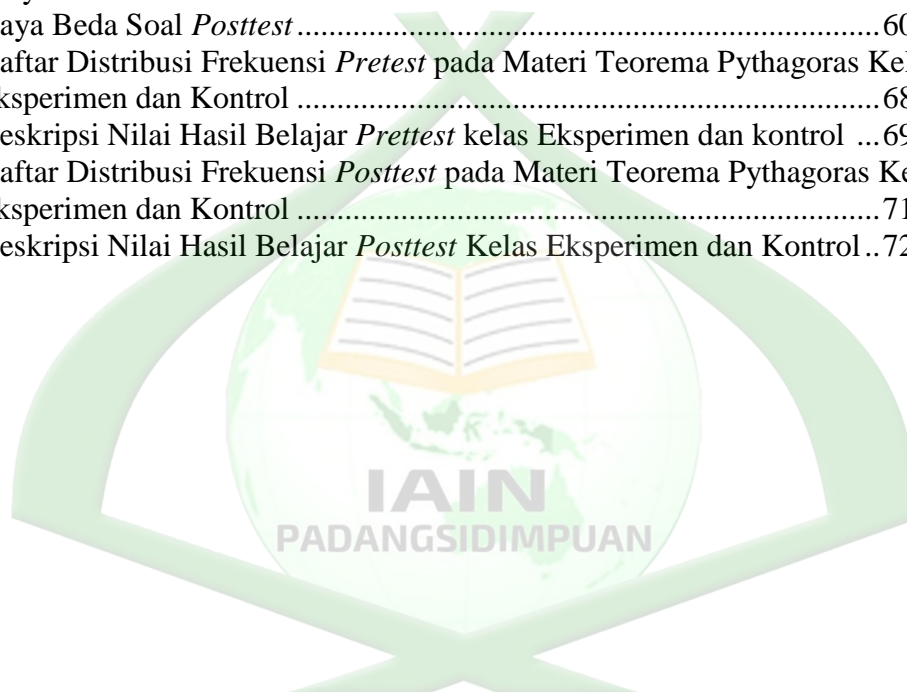 aya Beda Soal Posttest ........................................................................ 60
aftar Distribusi Frekuensi Pretest pada Materi Teorema Pythagoras Kel
ksperimen dan Kontrol ........................................................................ 68
eskripsi Nilai Hasil Belajar Prettest kelas Eksperimen dan kontrol ... 69
aftar Distribusi Frekuensi Posttest pada Materi Teorema Pythagoras Ke
ksperimen dan Kontrol ........................................................................ 71
eskripsi Nilai Hasil Belajar Posttest Kelas Eksperimen dan Kontrol .. 72
IAIN
PADANGSIDIMPUAN